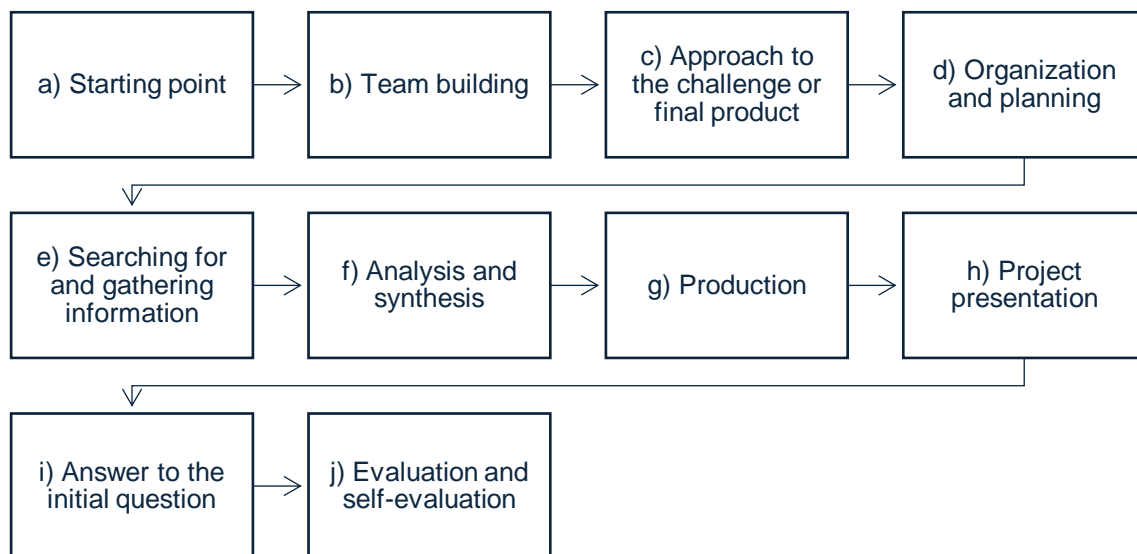 a) Starting point
b) Team building
c) Approach to
the challenge or
final product
d) Organization
and planning
e) Searching for
and gathering
information
f) Analysis and
synthesis
g) Production
h) Project
presentation
i) Answer to the
initial question
j) Evaluation and
self-evaluation